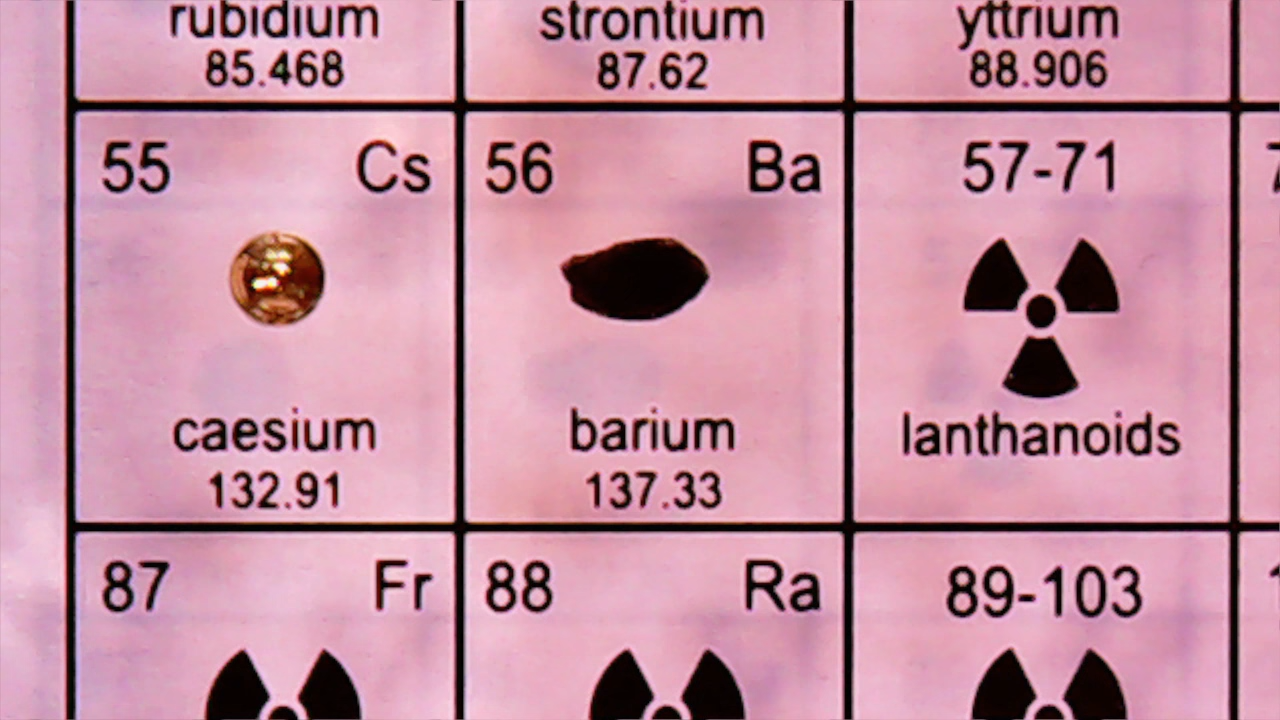 rubidium strontium yttrium
85.468 87.62 88.906
55 Cs 56 Ba 57-71
caesium barium lanthanoids
132.91 137.33
87 Fr 88 Ra 89-103